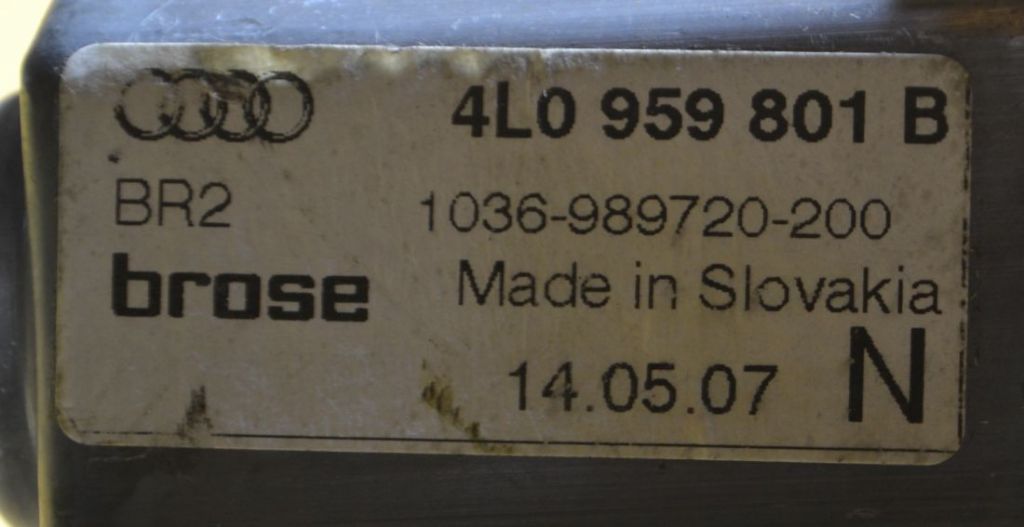 4L0 959 801 B
BR2 1036-989720-200
brose Made in Slovakia
14.05.07 N